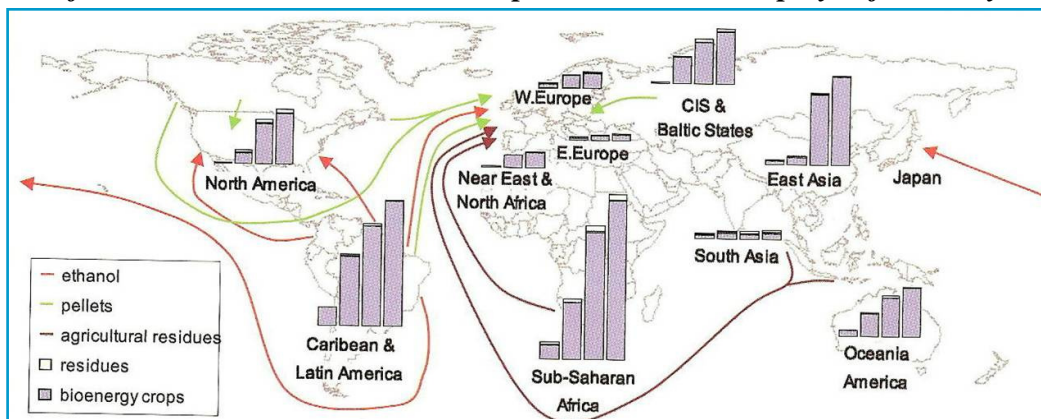 W.Europe
CIS &
Baltic States
E.Europe
North America
Near East &
North Africa
East Asia
Japan
South Asia
ethanol
pellets
agricultural residues
residues
bioenergy crops
Caribean &
Latin America
Sub-Saharan
Africa
Oceania
America